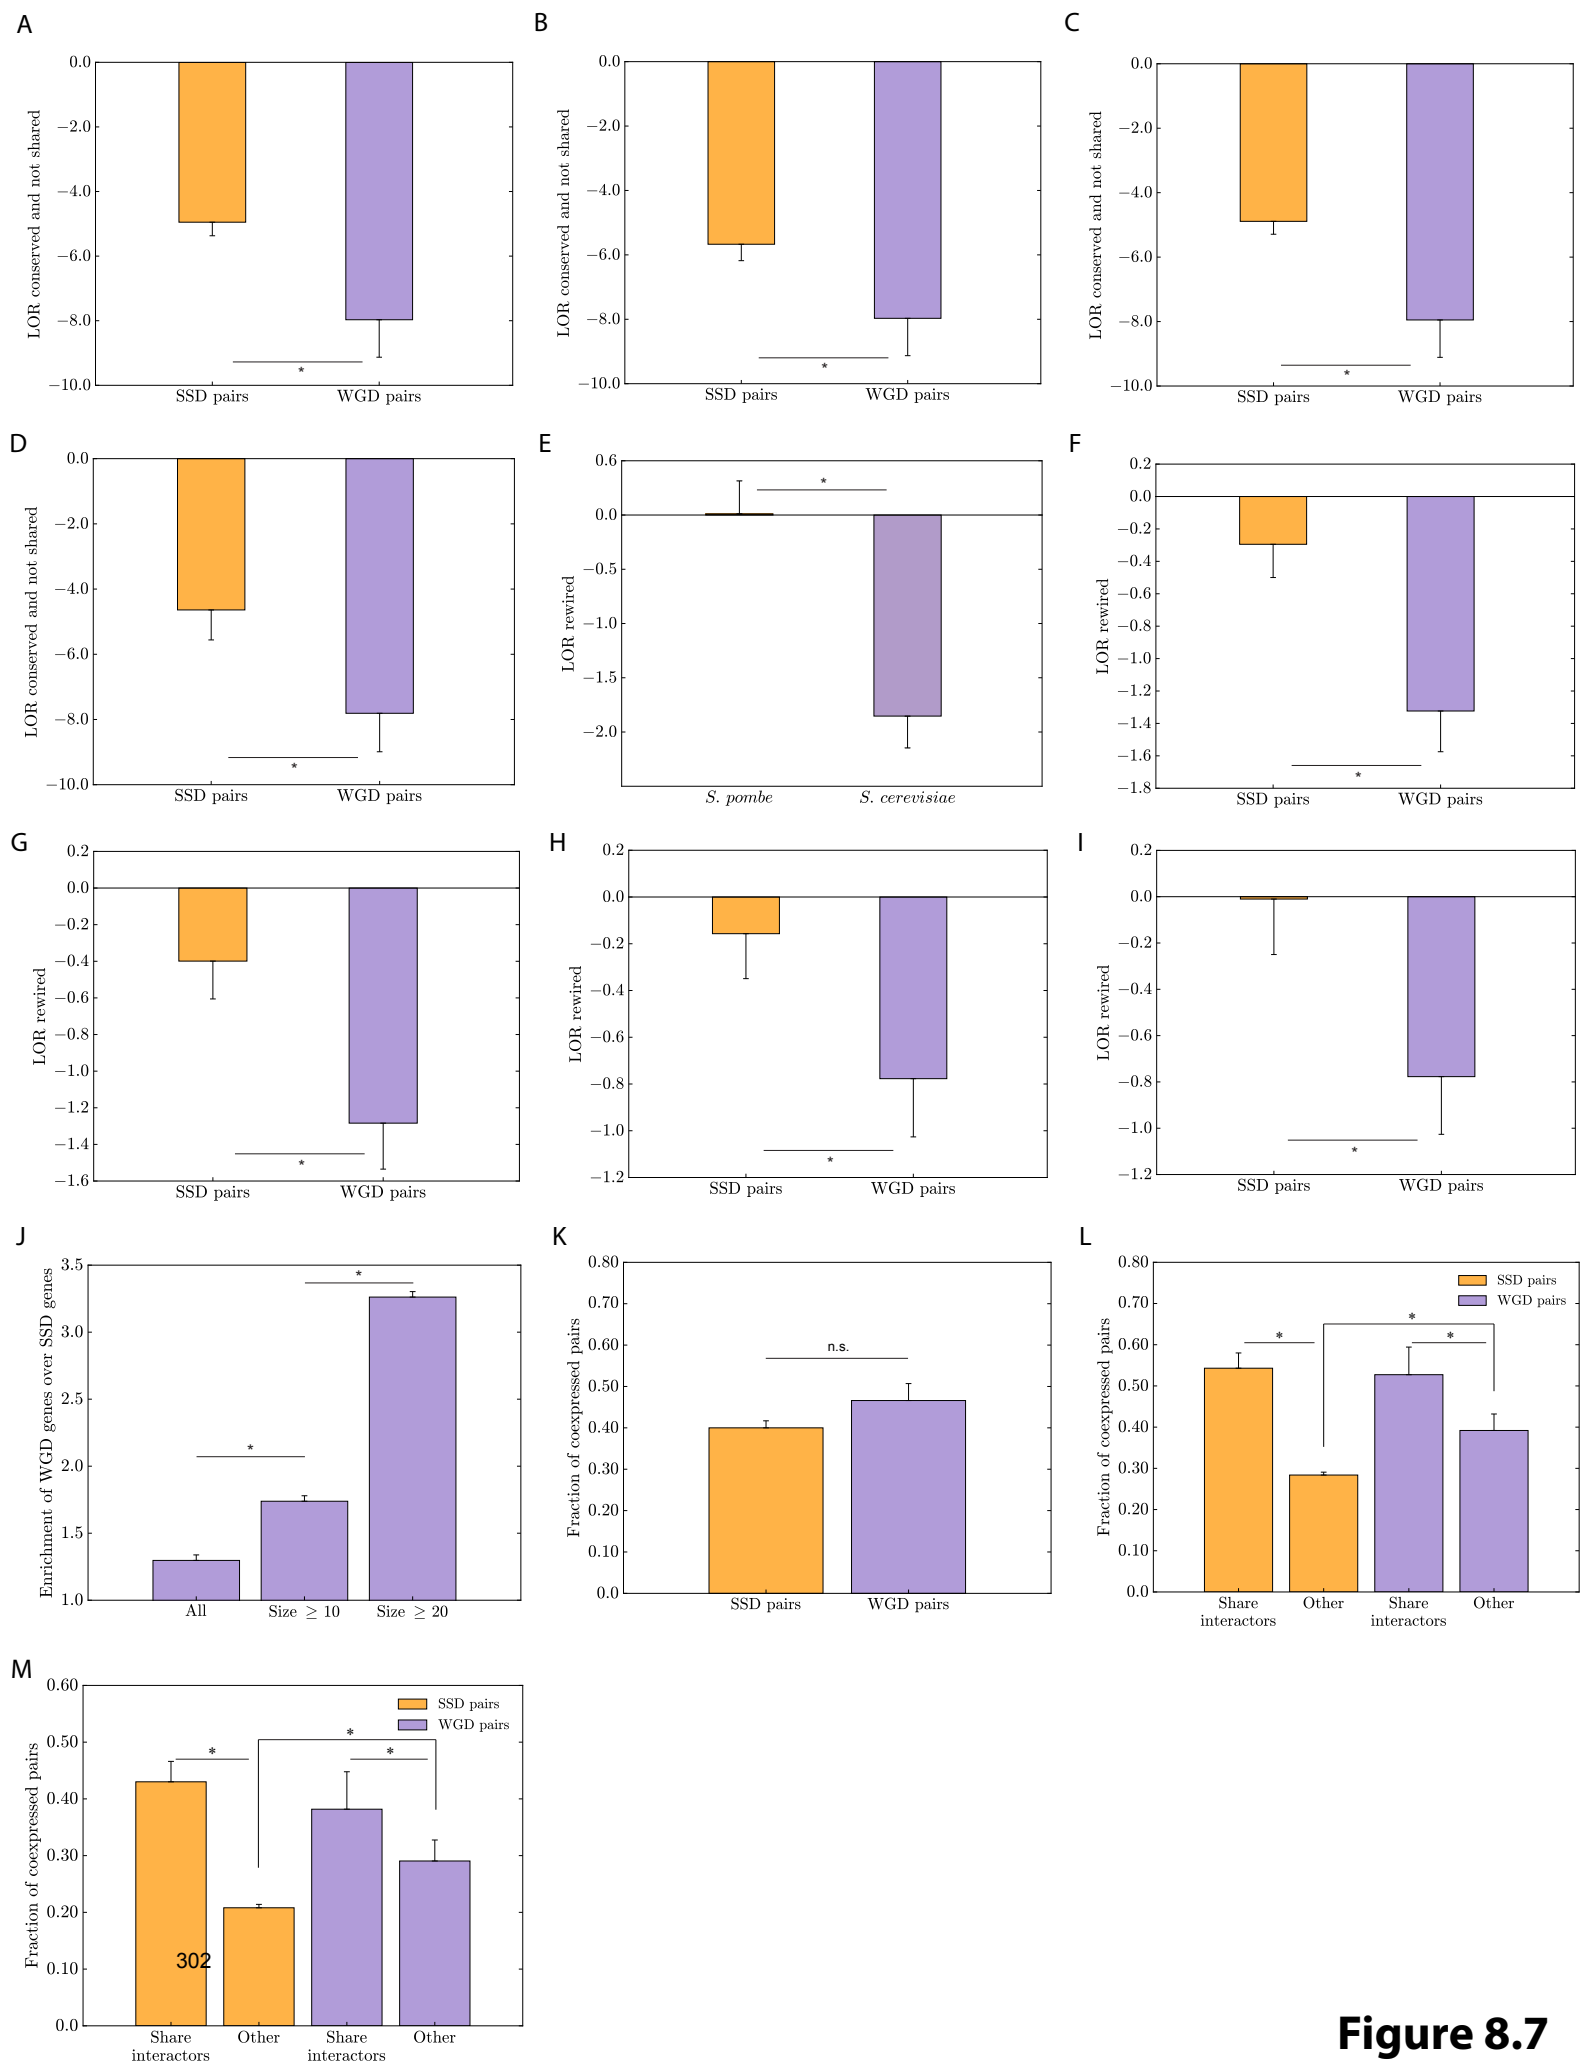 A
LOR conserved and not shared
0.0
−2.0
−4.0
−6.0
−8.0
−10.0
*
SSD pairs
WGD pairs
B
LOR conserved and not shared
0.0
−2.0
−4.0
−6.0
−8.0
−10.0
*
SSD pairs
WGD pairs
C
LOR conserved and not shared
0.0
−2.0
−4.0
−6.0
−8.0
−10.0
*
SSD pairs
WGD pairs
D
LOR conserved and not shared
0.0
−2.0
−4.0
−6.0
−8.0
−10.0
*
SSD pairs
WGD pairs
E
LOR rewired
0.6
0.0
−0.5
−1.0
−1.5
−2.0
*
S. pombe
S. cerevisiae
F
LOR rewired
0.2
0.0
−0.2
−0.4
−0.6
−0.8
−1.0
−1.2
−1.4
−1.6
−1.8
*
SSD pairs
WGD pairs
G
LOR rewired
0.2
0.0
−0.2
−0.4
−0.6
−0.8
−1.0
−1.2
−1.4
−1.6
*
SSD pairs
WGD pairs
H
LOR rewired
0.2
0.0
−0.2
−0.4
−0.6
−0.8
−1.0
−1.2
*
SSD pairs
WGD pairs
I
LOR rewired
0.2
0.0
−0.2
−0.4
−0.6
−0.8
−1.0
−1.2
*
SSD pairs
WGD pairs
J
Enrichment of WGD genes over SSD genes
3.5
3.0
2.5
2.0
1.5
1.0
*
*
All
Size ≥ 10
Size ≥ 20
K
Fraction of coexpressed pairs
0.80
0.70
0.60
0.50
0.40
0.30
0.20
0.10
0.0
n.s.
SSD pairs
WGD pairs
L
Fraction of coexpressed pairs
0.80
0.70
0.60
0.50
0.40
0.30
0.20
0.10
0.0
SSD pairs
WGD pairs
*
*
*
Share
interactors
Other
Share
interactors
Other
M
Fraction of coexpressed pairs
0.60
0.50
0.40
0.30
0.20
0.10
0.0
SSD pairs
WGD pairs
*
*
*
302
Share
interactors
Other
Share
interactors
Other
Figure 8.7